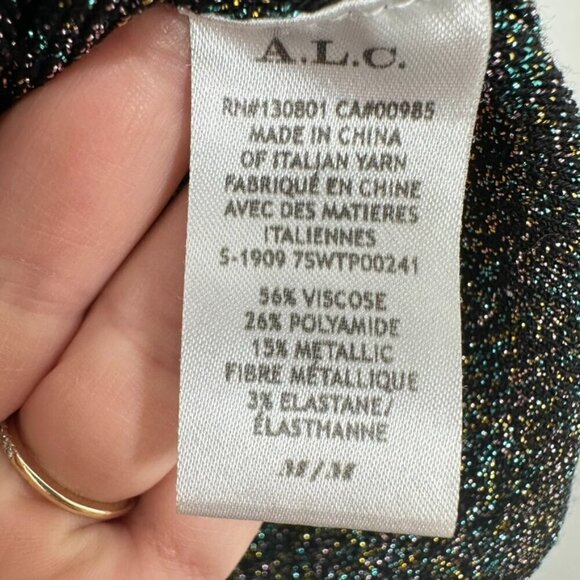 A.L.C.
RN#130801 CA#00985
MADE IN CHINA
OF ITALIAN YARN
FABRIQUÉ EN CHINE
AVEC DES MATIERES
ITALIENNES
S-1909 7SWTP00241
56% VISCOSE
26% POLYAMIDE
15% METALLIC
FIBRE MÉTALLIQUE
3% ELASTANE/
ÉLASTHANNE
M/M